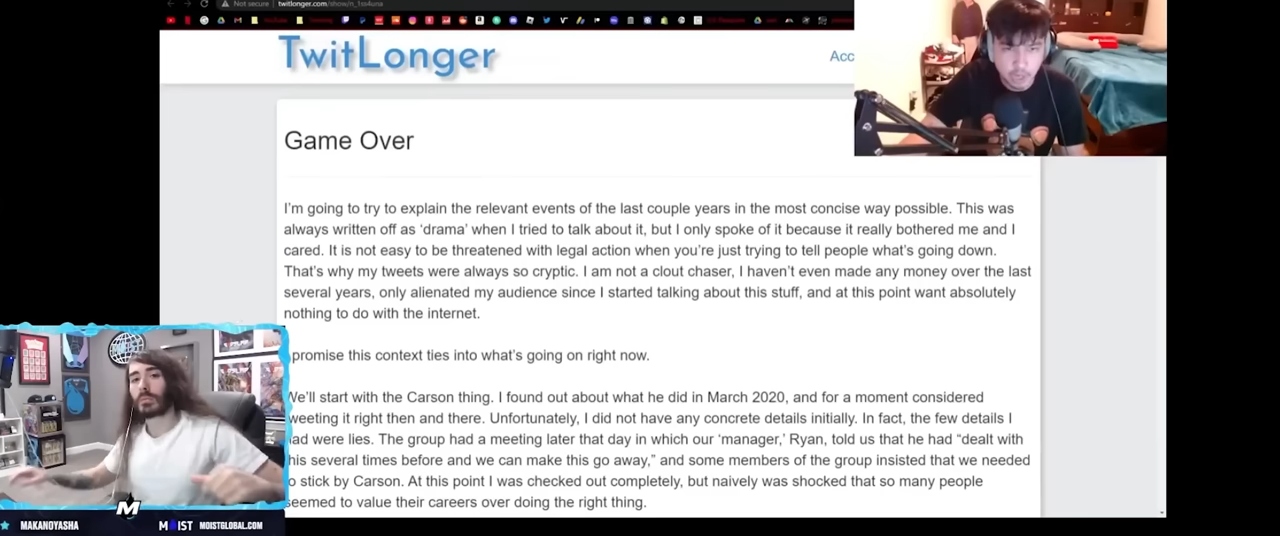 Not secure | twitlonger.com/show/n_1ss4usa
TwitLonger
Acc
Game Over
I'm going to try to explain the relevant events of the last couple years in the most concise way possible. This was
always written off as 'drama' when I tried to talk about it, but I only spoke of it because it really bothered me and I
cared. It is not easy to be threatened with legal action when you're just trying to tell people what's going down.
That's why my tweets were always so cryptic. I am not a clout chaser, I haven't even made any money over the last
several years, only alienated my audience since I started talking about this stuff, and at this point want absolutely
nothing to do with the internet.
promise this context ties into what's going on right now.
We'll start with the Carson thing. I found out about what he did in March 2020, and for a moment considered
weeting it right then and there. Unfortunately, I did not have any concrete details initially. In fact, the few details I
ad were lies. The group had a meeting later that day in which our 'manager,' Ryan, told us that he had "dealt with
his several times before and we can make this go away," and some members of the group insisted that we needed
o stick by Carson. At this point I was checked out completely, but naively was shocked that so many people
seemed to value their careers over doing the right thing.
M
MAKANOYASHA
MOIST
MOISTGLOBAL.COM